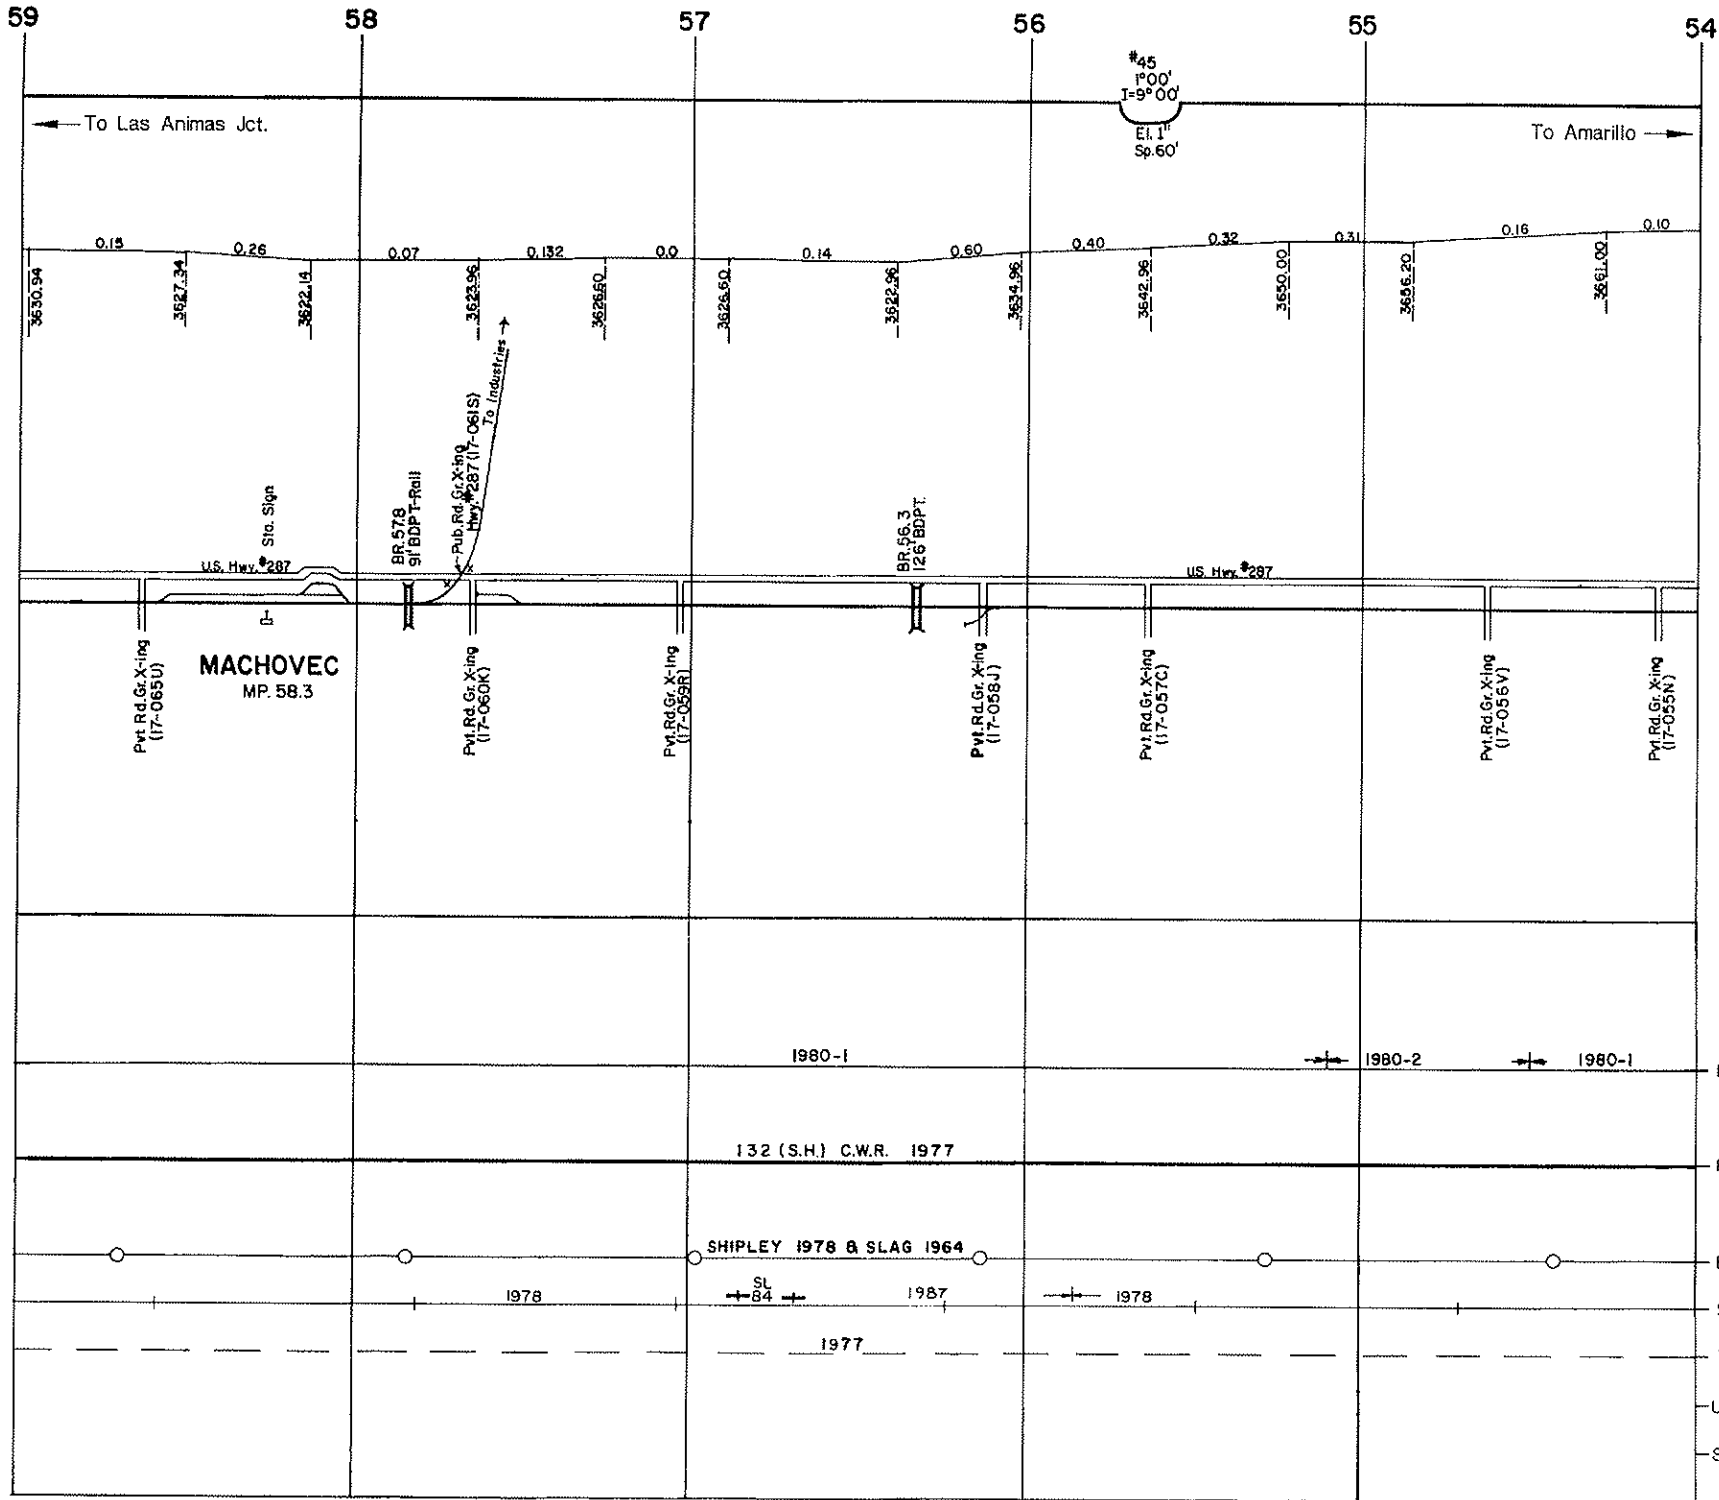 59
58
57
56
55
54
#45
1°00'
I=9°00'
To Las Animas Jct.
El. 1"
Sp. 60'
To Amarillo
0.15
0.26
0.07
0.132
0.0
0.14
0.60
0.40
0.32
0.31
0.16
0.10
3630.94
3627.34
3622.14
3623.96
3626.60
3626.60
3622.96
3634.96
3642.96
3650.00
3656.20
3661.00
To Industries
Sta. Sign
BR. 57.8
91' BDPT-Rail
Pub. Rd. Gr. X-ing
Hwy. #287 (17-061S)
BR. 56.3
126' BDPT.
U.S. Hwy. #287
U.S. Hwy. #287
MACHOVEC
MP. 58.3
Pvt. Rd. Gr. X-ing
(17-065U)
Pvt. Rd. Gr. X-ing
(17-060K)
Pvt. Rd. Gr. X-ing
(17-059R)
Pvt. Rd. Gr. X-ing
(17-058J)
Pvt. Rd. Gr. X-ing
(17-057C)
Pvt. Rd. Gr. X-ing
(17-056V)
Pvt. Rd. Gr. X-ing
(17-055N)
1980-1
1980-2
1980-1
132 (S.H.) C.W.R. 1977
SHIPLEY 1978 & SLAG 1964
1978
SL
84
1987
1978
1977